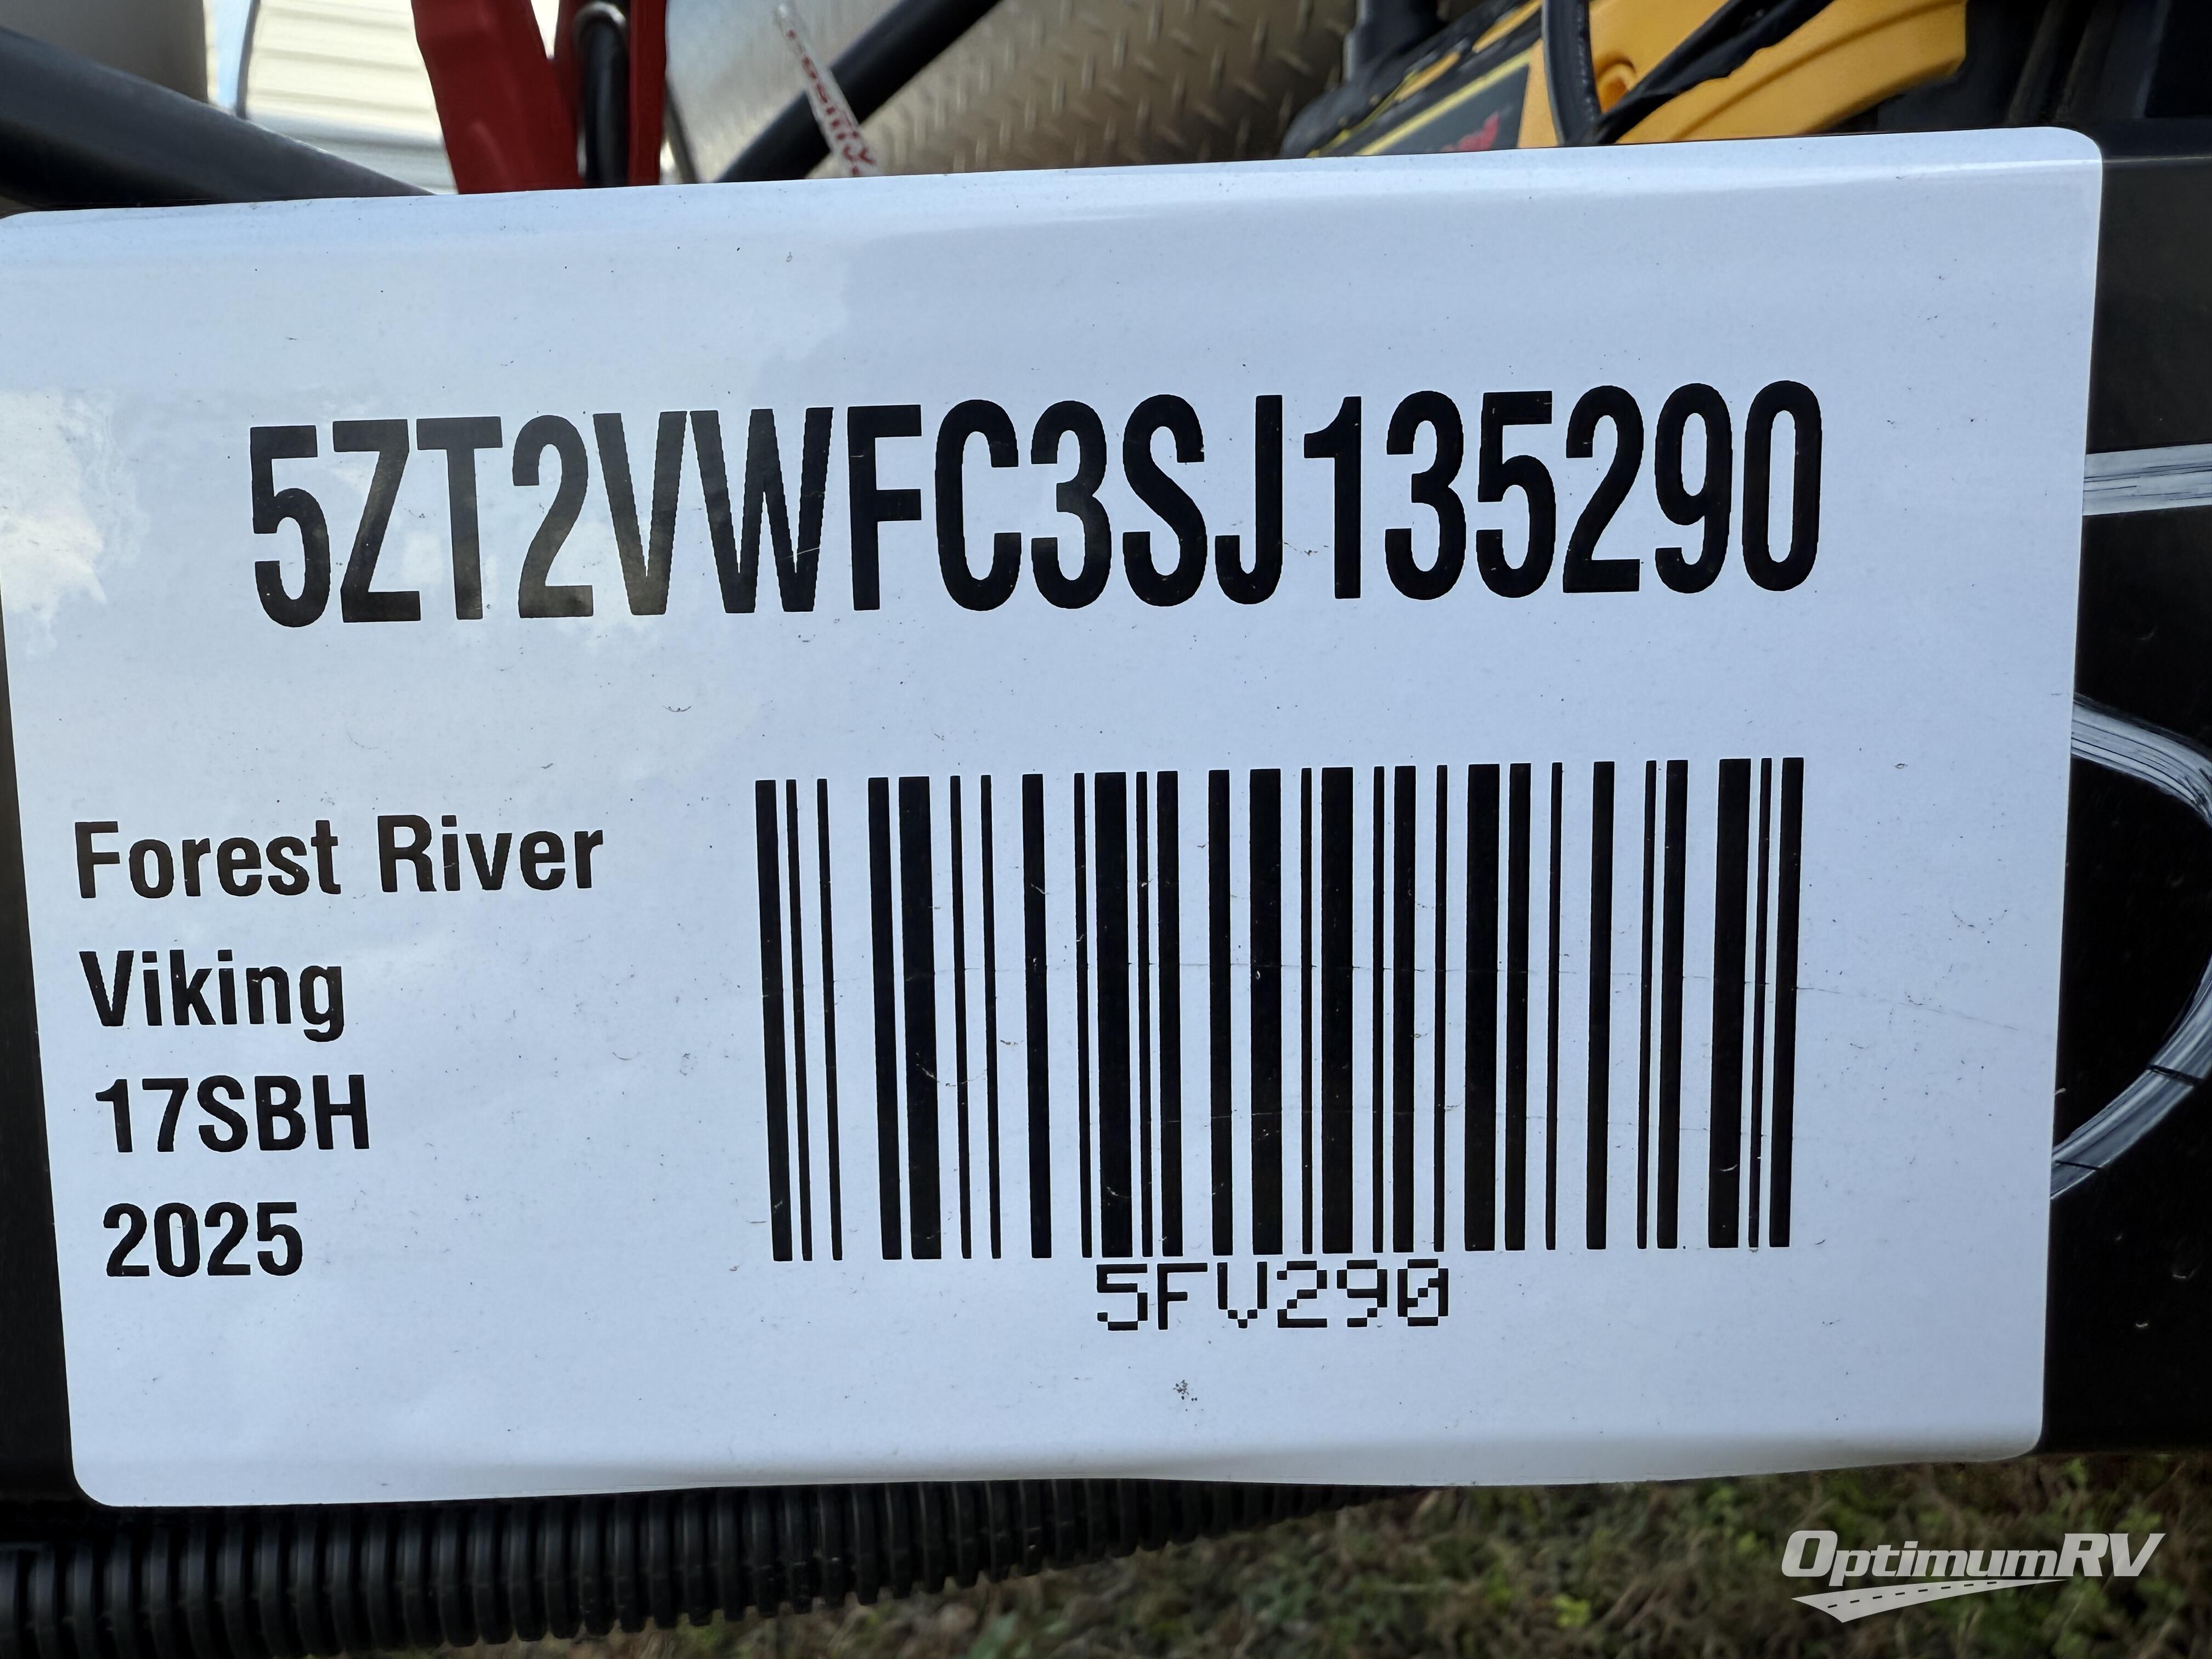 5ZT2VWFC3SJ135290
Forest River
Viking
17SBH
2025
5FV290
OptimumRV